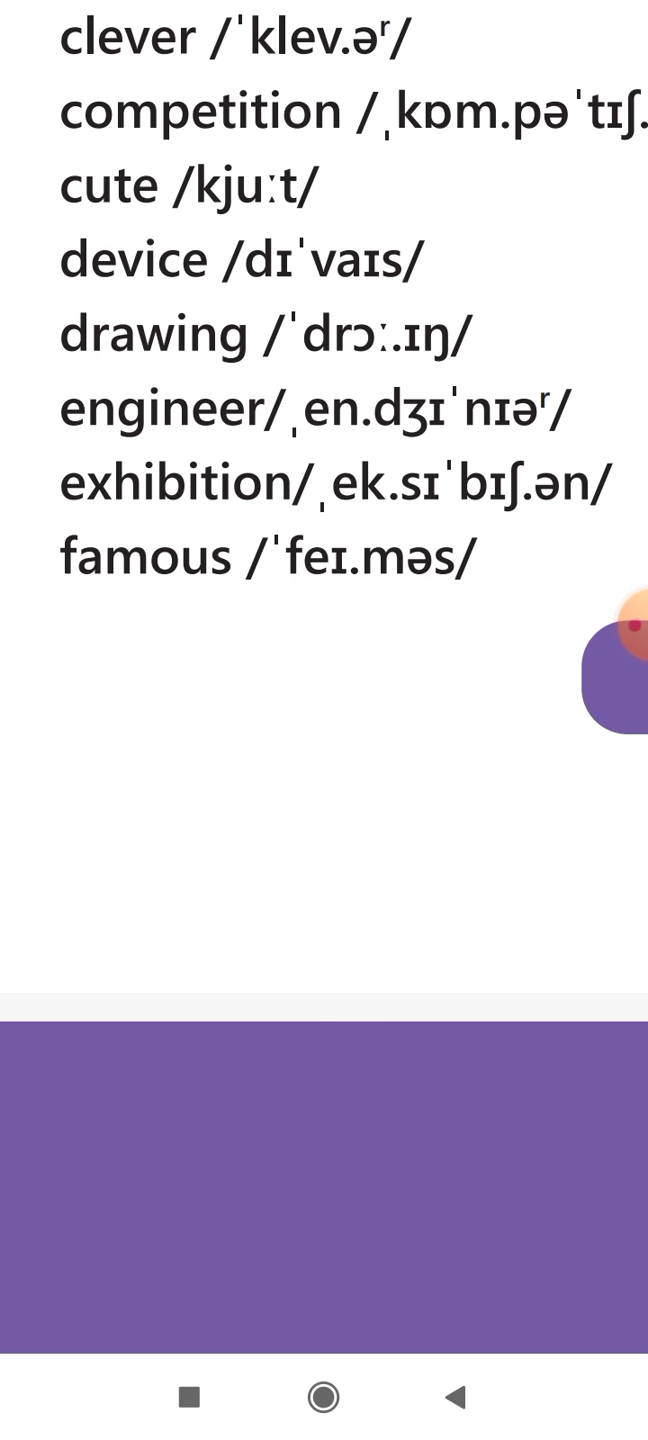 clever /ˈklev.əʳ/
competition /ˌkɒm.pəˈtɪʃ.
cute /kjuːt/
device /dɪˈvaɪs/
drawing /ˈdrɔː.ɪŋ/
engineer/ˌen.dʒɪˈnɪəʳ/
exhibition/ˌek.sɪˈbɪʃ.ən/
famous /ˈfeɪ.məs/